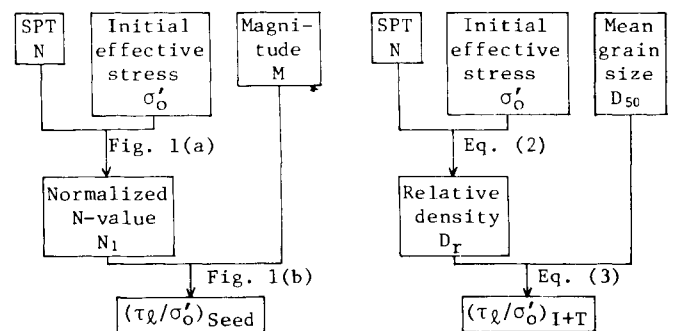 SPT
N
Initial
effective
stress
σ′o
Magni-
tude
M
Fig. 1(a)
Normalized
N-value
N1
Fig. 1(b)
(τℓ/σ′o)Seed
SPT
N
Initial
effective
stress
σ′o
Mean
grain
size
D50
Eq. (2)
Relative
density
Dr
Eq. (3)
(τℓ/σ′o)I+T